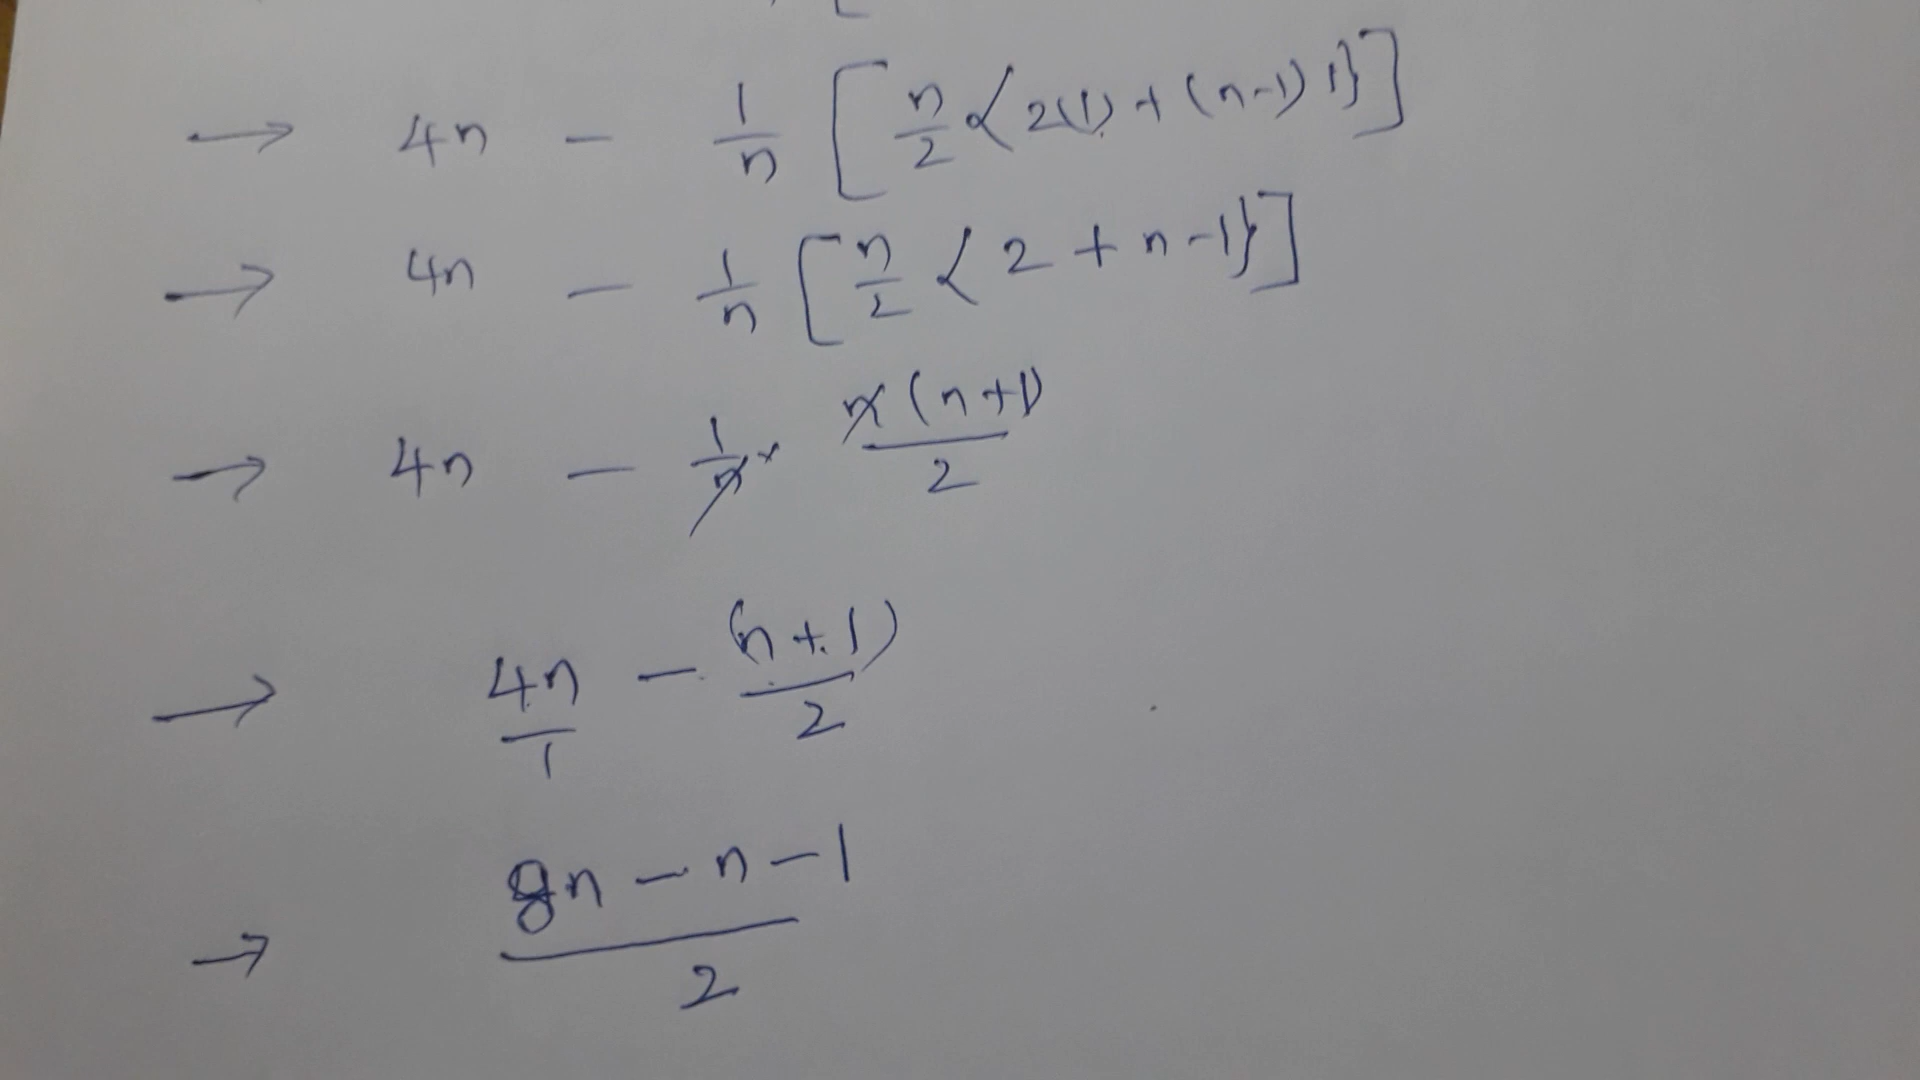 → 4n - 1/n [n/2 {2(1) + (n-1) 1}]
→ 4n - 1/n [n/2 {2 + n-1}]
→ 4n - 1/n × n(n+1)/2
→ 4n/1 - (n+1)/2
→ 8n-n-1/2